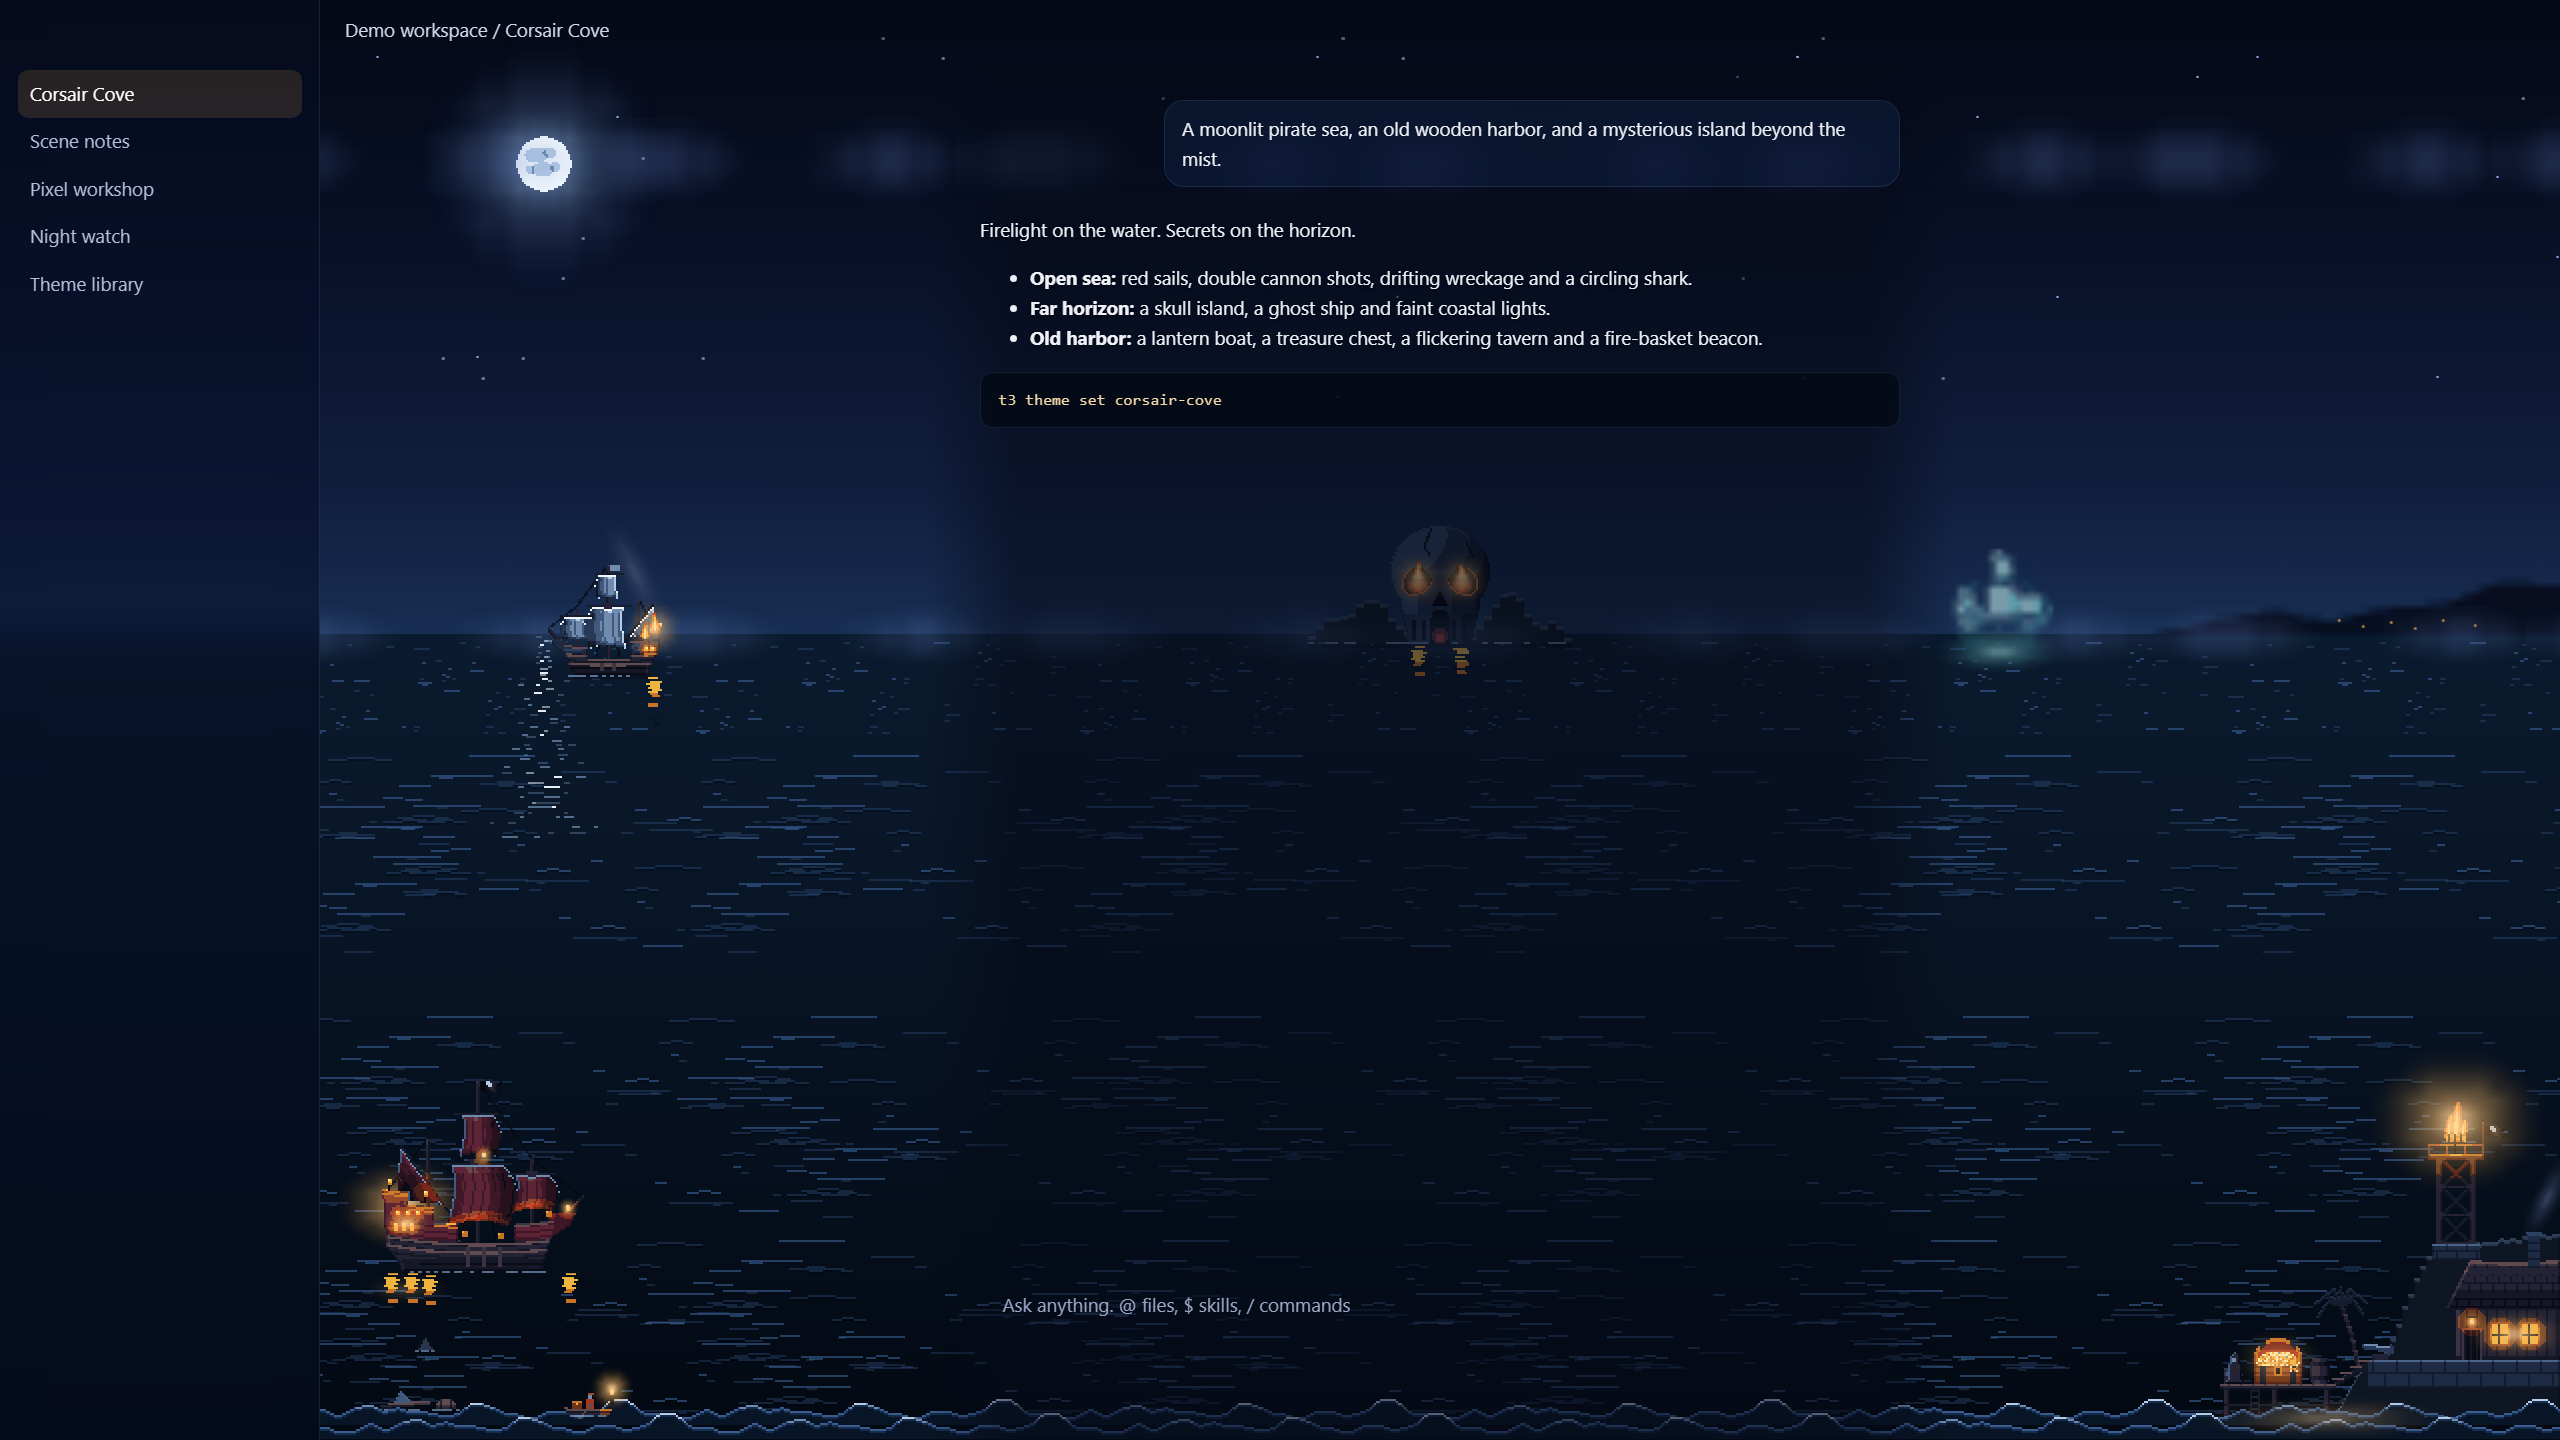 Demo workspace / Corsair Cove
Corsair Cove
Scene notes
Pixel workshop
Night watch
Theme library
A moonlit pirate sea, an old wooden harbor, and a mysterious island beyond the
mist.
Firelight on the water. Secrets on the horizon.
• Open sea: red sails, double cannon shots, drifting wreckage and a circling shark.
• Far horizon: a skull island, a ghost ship and faint coastal lights.
• Old harbor: a lantern boat, a treasure chest, a flickering tavern and a fire-basket beacon.
t3 theme set corsair-cove
Ask anything. @ files, $ skills, / commands